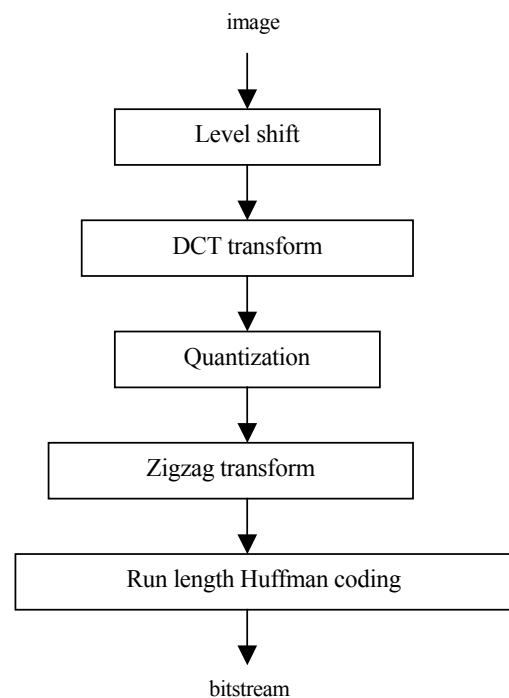 image
Level shift
DCT transform
Quantization
Zigzag transform
Run length Huffman coding
bitstream